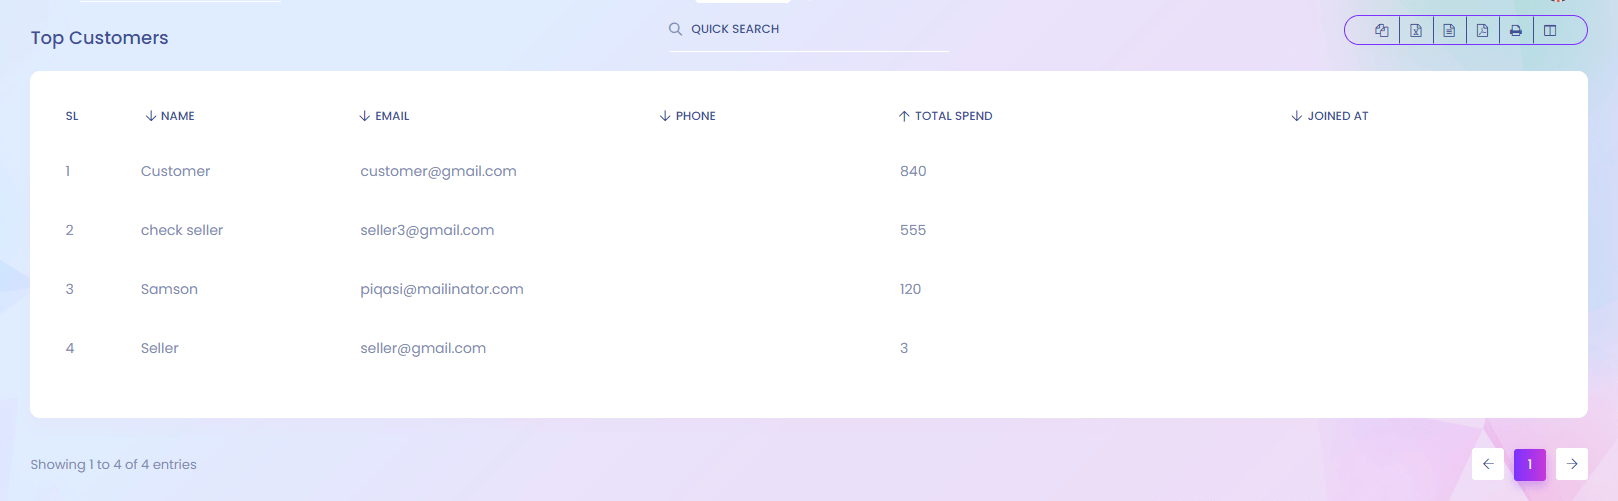 Top Customers
QUICK SEARCH
SL NAME EMAIL PHONE TOTAL SPEND JOINED AT
1 Customer customer@gmail.com 840
2 check seller seller3@gmail.com 555
3 Samson piqasi@mailinator.com 120
4 Seller seller@gmail.com 3
Showing 1 to 4 of 4 entries
1